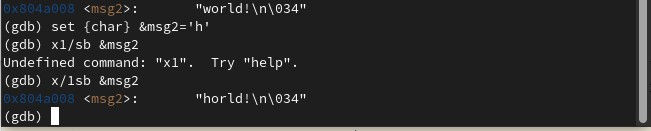 0x804a008 <msg2>:       "world!\n\034"
(gdb) set {char} &msg2='h'
(gdb) x1/sb &msg2
Undefined command: "x1".  Try "help".
(gdb) x/1sb &msg2
0x804a008 <msg2>:       "horld!\n\034"
(gdb)